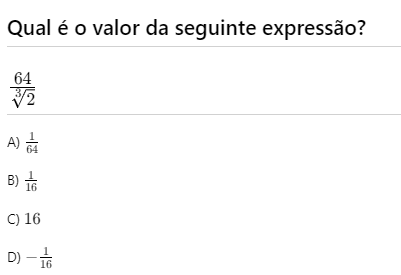 Qual é o valor da seguinte expressão?
\frac{64}{\sqrt[3]{2}}
A) \frac{1}{64}
B) \frac{1}{16}
C) 16
D) -\frac{1}{16}